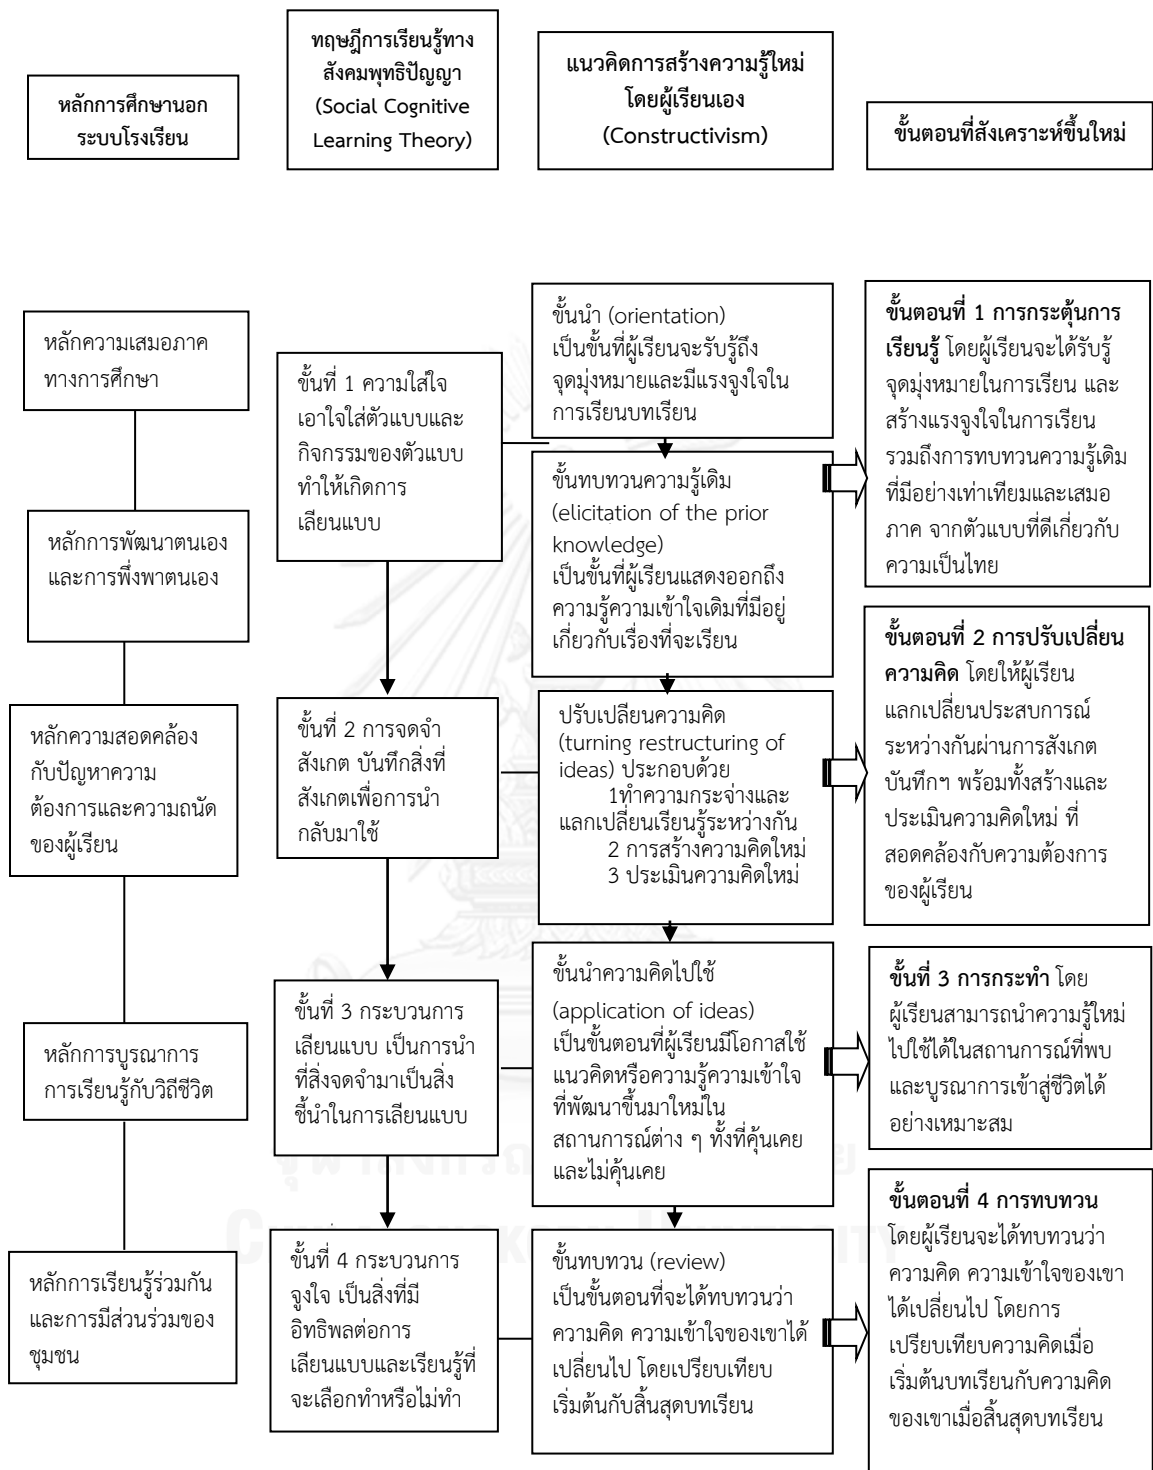 หลักการศึกษานอก
ระบบโรงเรียน
ทฤษฎีการเรียนรู้ทาง
สังคมพุทธิปัญญา
(Social Cognitive
Learning Theory)
แนวคิดการสร้างความรู้ใหม่
โดยผู้เรียนเอง
(Constructivism)
ขั้นตอนที่สังเคราะห์ขึ้นใหม่
หลักความเสมอภาค
ทางการศึกษา
หลักการพัฒนาตนเอง
และการพึ่งพาตนเอง
หลักความสอดคล้อง
กับปัญหาความ
ต้องการและความถนัด
ของผู้เรียน
หลักการบูรณาการ
การเรียนรู้กับวิถีชีวิต
หลักการเรียนรู้ร่วมกัน
และการมีส่วนร่วมของ
ชุมชน
ขั้นที่ 1 ความใส่ใจ
เอาใจใส่ตัวแบบและ
กิจกรรมของตัวแบบ
ทำให้เกิดการ
เลียนแบบ
ขั้นที่ 2 การจดจำ
สังเกต บันทึกสิ่งที่
สังเกตเพื่อการนำ
กลับมาใช้
ขั้นที่ 3 กระบวนการ
เลียนแบบ เป็นการนำ
ที่สิ่งจดจำมาเป็นสิ่ง
ชี้นำในการเลียนแบบ
ขั้นที่ 4 กระบวนการ
จูงใจ เป็นสิ่งที่มี
อิทธิพลต่อการ
เลียนแบบและเรียนรู้ที่
จะเลือกทำหรือไม่ทำ
ขั้นนำ (orientation)
เป็นขั้นที่ผู้เรียนจะรับรู้ถึง
จุดมุ่งหมายและมีแรงจูงใจใน
การเรียนบทเรียน
ขั้นทบทวนความรู้เดิม
(elicitation of the prior
knowledge)
เป็นขั้นที่ผู้เรียนแสดงออกถึง
ความรู้ความเข้าใจเดิมที่มีอยู่
เกี่ยวกับเรื่องที่จะเรียน
ปรับเปลี่ยนความคิด
(turning restructuring of
ideas) ประกอบด้วย
1ทำความกระจ่างและ
แลกเปลี่ยนเรียนรู้ระหว่างกัน
2 การสร้างความคิดใหม่
3 ประเมินความคิดใหม่
ขั้นนำความคิดไปใช้
(application of ideas)
เป็นขั้นตอนที่ผู้เรียนมีโอกาสใช้
แนวคิดหรือความรู้ความเข้าใจ
ที่พัฒนาขึ้นมาใหม่ใน
สถานการณ์ต่าง ๆ ทั้งที่คุ้นเคย
และไม่คุ้นเคย
ขั้นทบทวน (review)
เป็นขั้นตอนที่จะได้ทบทวนว่า
ความคิด ความเข้าใจของเขาได้
เปลี่ยนไป โดยเปรียบเทียบ
เริ่มต้นกับสิ้นสุดบทเรียน
ขั้นตอนที่ 1 การกระตุ้นการ
เรียนรู้ โดยผู้เรียนจะได้รับรู้
จุดมุ่งหมายในการเรียน และ
สร้างแรงจูงใจในการเรียน
รวมถึงการทบทวนความรู้เดิม
ที่มีอย่างเท่าเทียมและเสมอ
ภาค จากตัวแบบที่ดีเกี่ยวกับ
ความเป็นไทย
ขั้นตอนที่ 2 การปรับเปลี่ยน
ความคิด โดยให้ผู้เรียน
แลกเปลี่ยนประสบการณ์
ระหว่างกันผ่านการสังเกต
บันทึกฯ พร้อมทั้งสร้างและ
ประเมินความคิดใหม่ ที่
สอดคล้องกับความต้องการ
ของผู้เรียน
ขั้นที่ 3 การกระทำ โดย
ผู้เรียนสามารถนำความรู้ใหม่
ไปใช้ได้ในสถานการณ์ที่พบ
และบูรณาการเข้าสู่ชีวิตได้
อย่างเหมาะสม
ขั้นตอนที่ 4 การทบทวน
โดยผู้เรียนจะได้ทบทวนว่า
ความคิด ความเข้าใจของเขา
ได้เปลี่ยนไป โดยการ
เปรียบเทียบความคิดเมื่อ
เริ่มต้นบทเรียนกับความคิด
ของเขาเมื่อสิ้นสุดบทเรียน